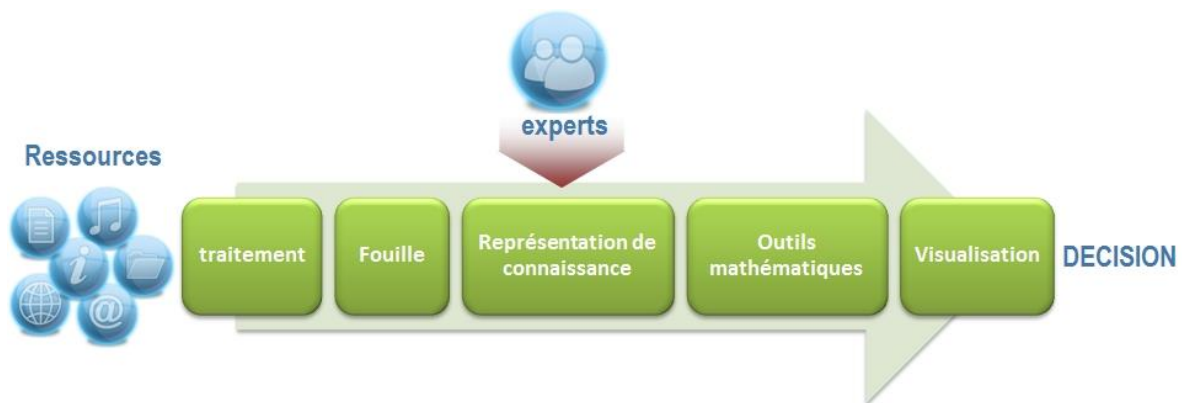 experts
Ressources
traitement
Fouille
Représentation de
connaissance
Outils
mathématiques
Visualisation
DECISION